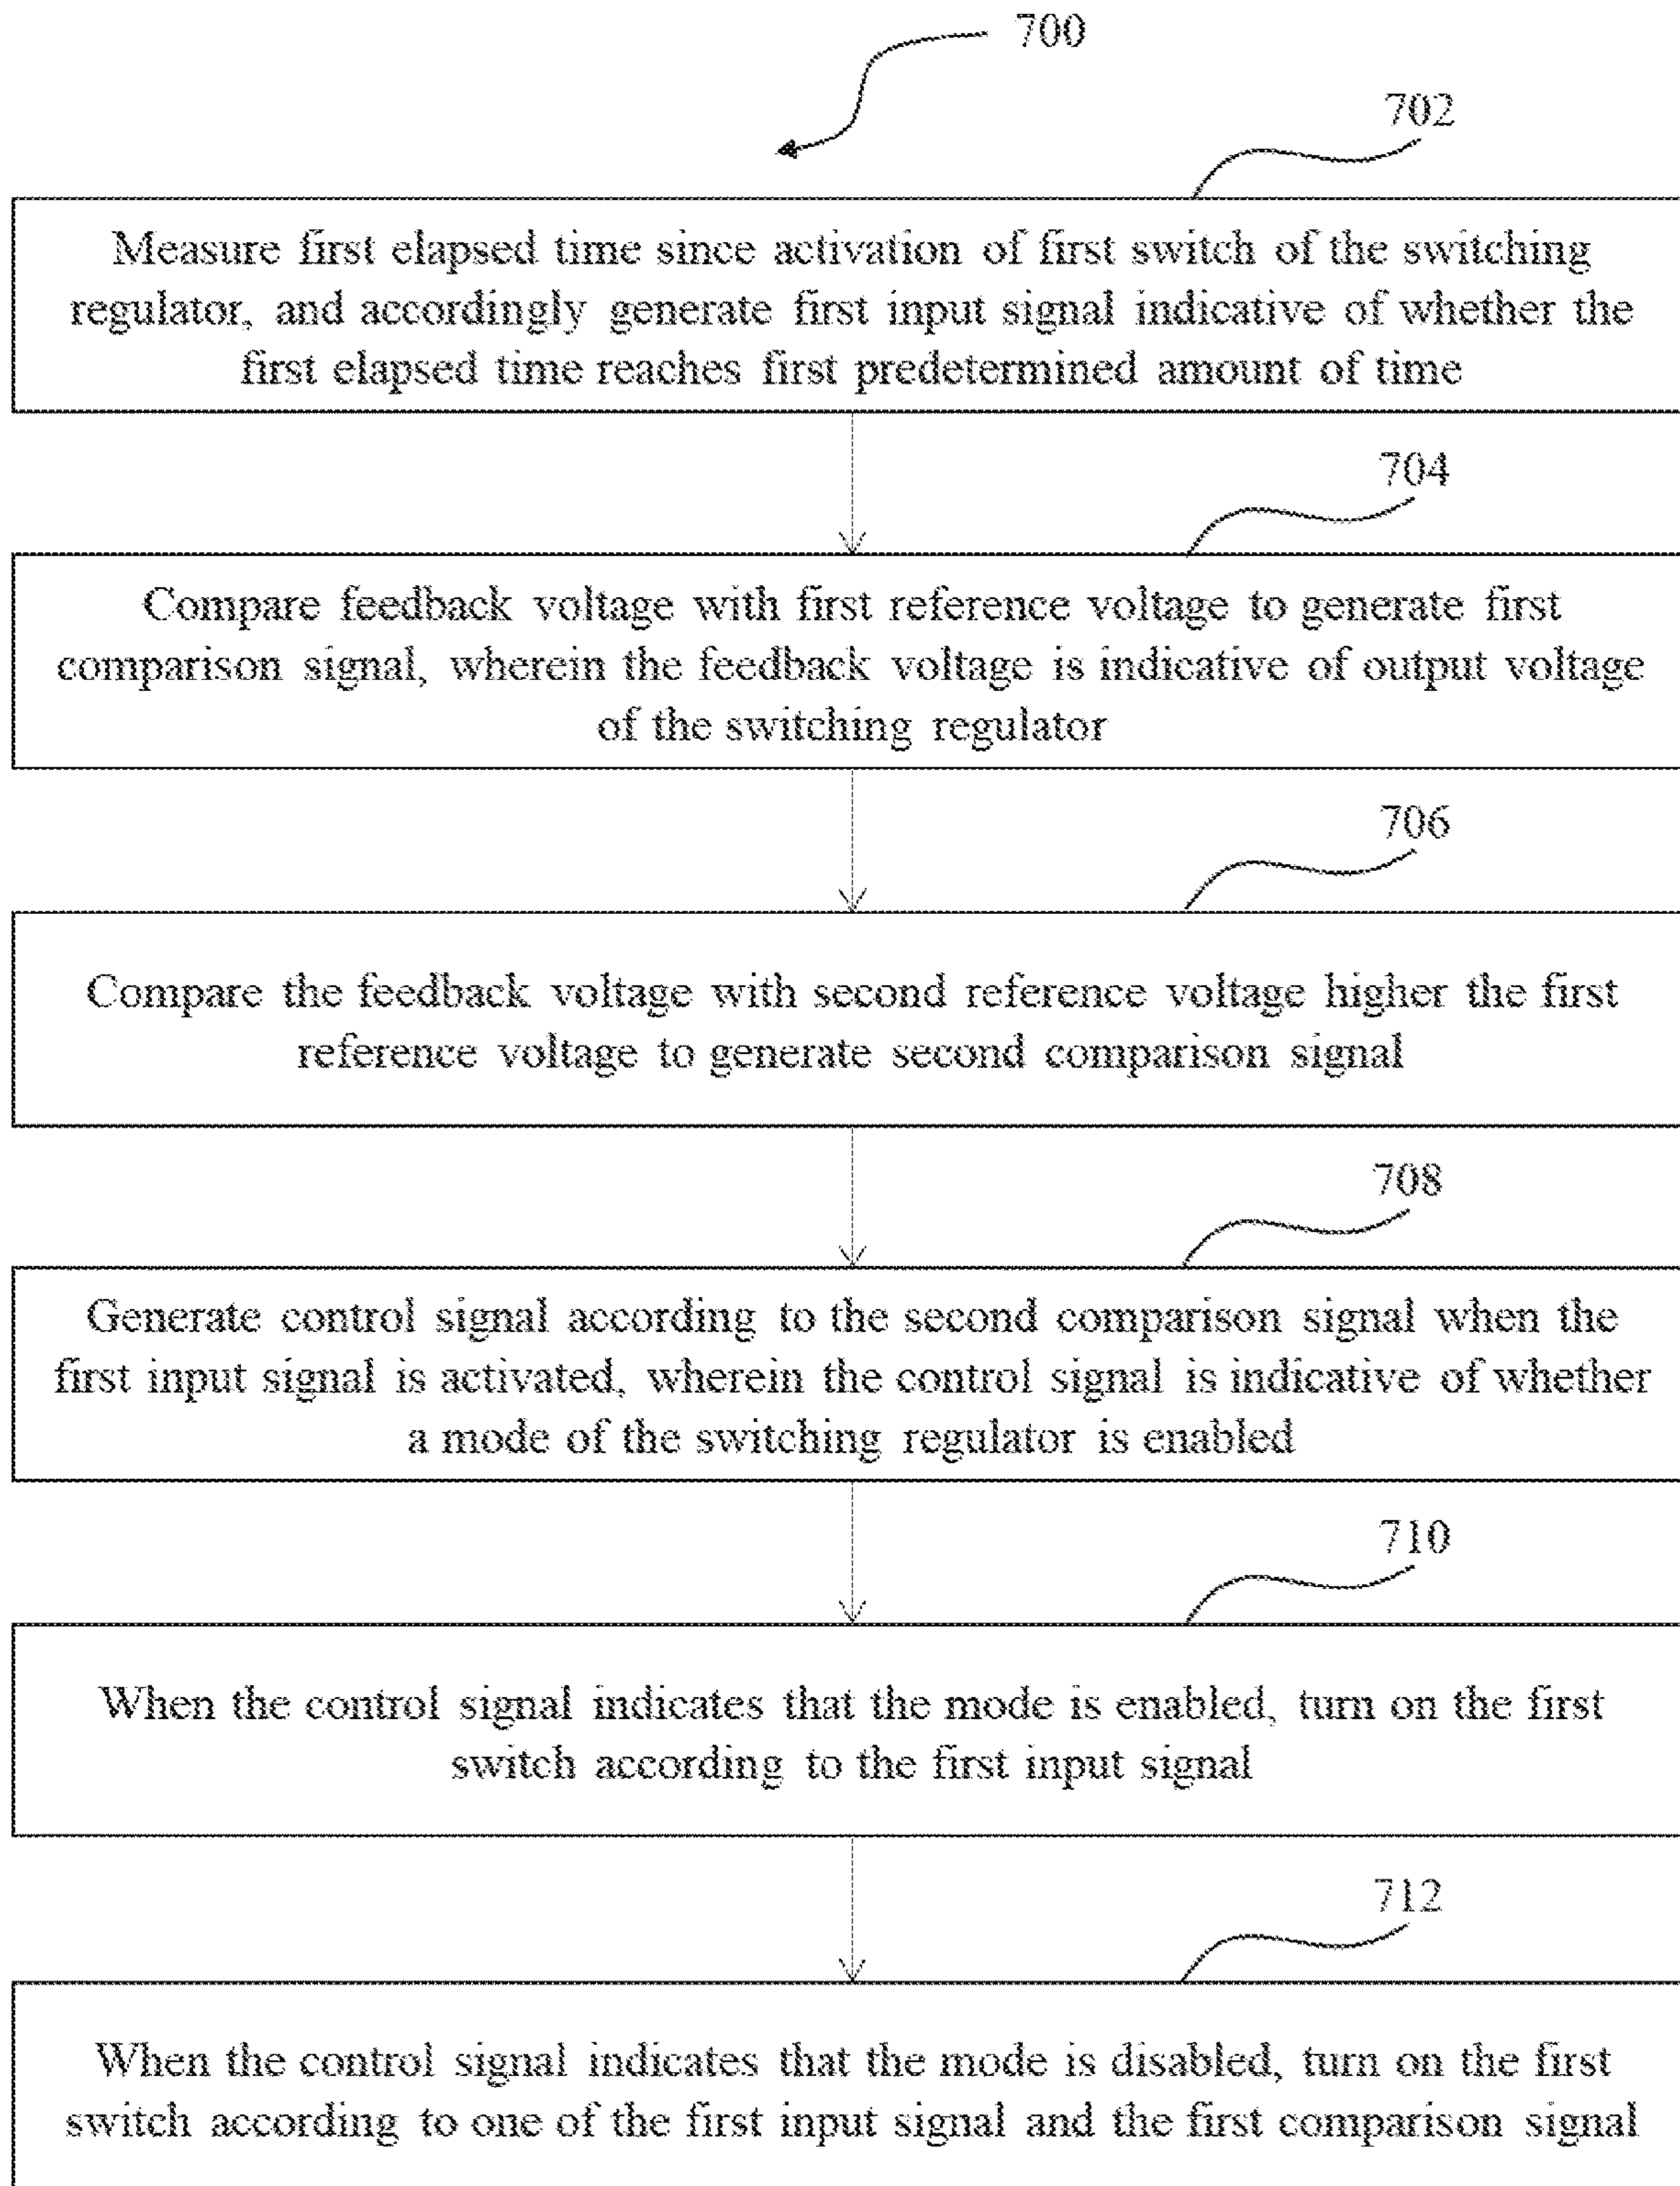 700
702
Measure first elapsed time since activation of first switch of the switching
regulator, and accordingly generate first input signal indicative of whether the
first elapsed time reaches first predetermined amount of time
704
Compare feedback voltage with first reference voltage to generate first
comparison signal, wherein the feedback voltage is indicative of output voltage
of the switching regulator
706
Compare the feedback voltage with second reference voltage higher the first
reference voltage to generate second comparison signal
708
Generate control signal according to the second comparison signal when the
first input signal is activated, wherein the control signal is indicative of whether
a mode of the switching regulator is enabled
710
When the control signal indicates that the mode is enabled, turn on the first
switch according to the first input signal
712
When the control signal indicates that the mode is disabled, turn on the first
switch according to one of the first input signal and the first comparison signal